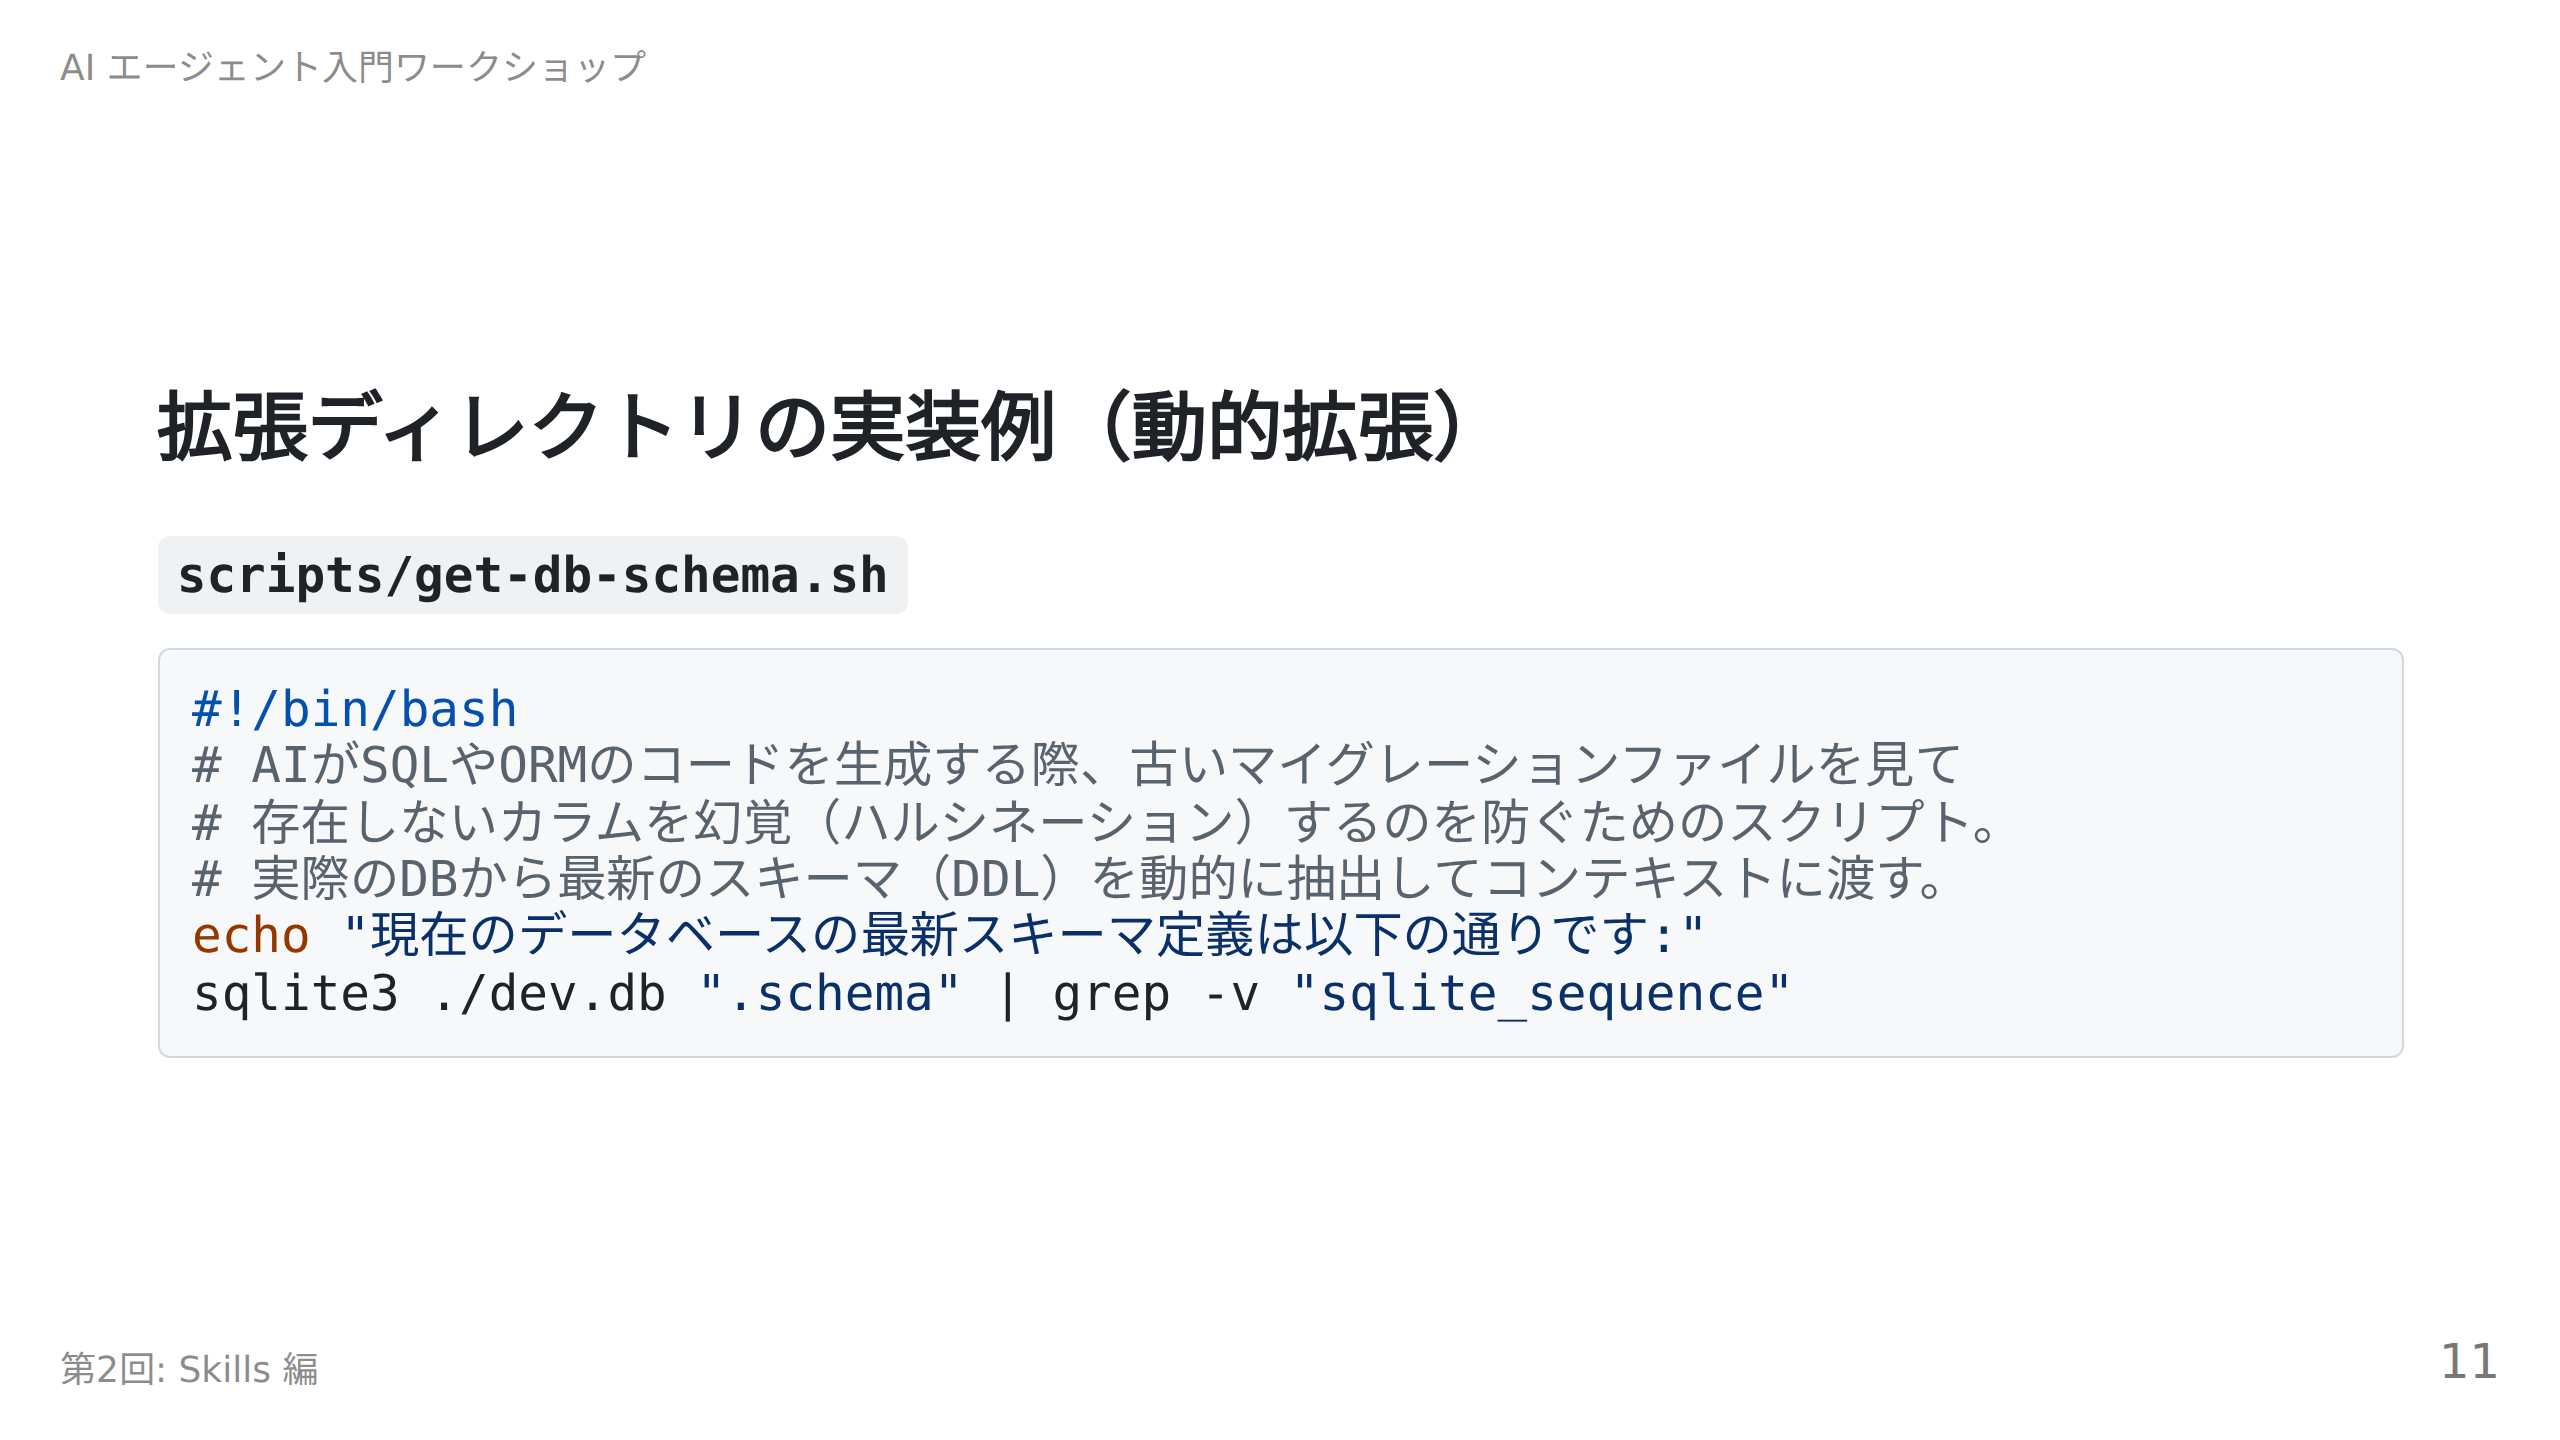 AI エージェント入門ワークショップ
拡張ディレクトリの実装例（動的拡張）
scripts/get-db-schema.sh
#!/bin/bash
# AIがSQLやORMのコードを生成する際、古いマイグレーションファイルを見て
# 存在しないカラムを幻覚（ハルシネーション）するのを防ぐためのスクリプト。
# 実際のDBから最新のスキーマ（DDL）を動的に抽出してコンテキストに渡す。
echo "現在のデータベースの最新スキーマ定義は以下の通りです:"
sqlite3 ./dev.db ".schema" | grep -v "sqlite_sequence"
第2回: Skills 編
11